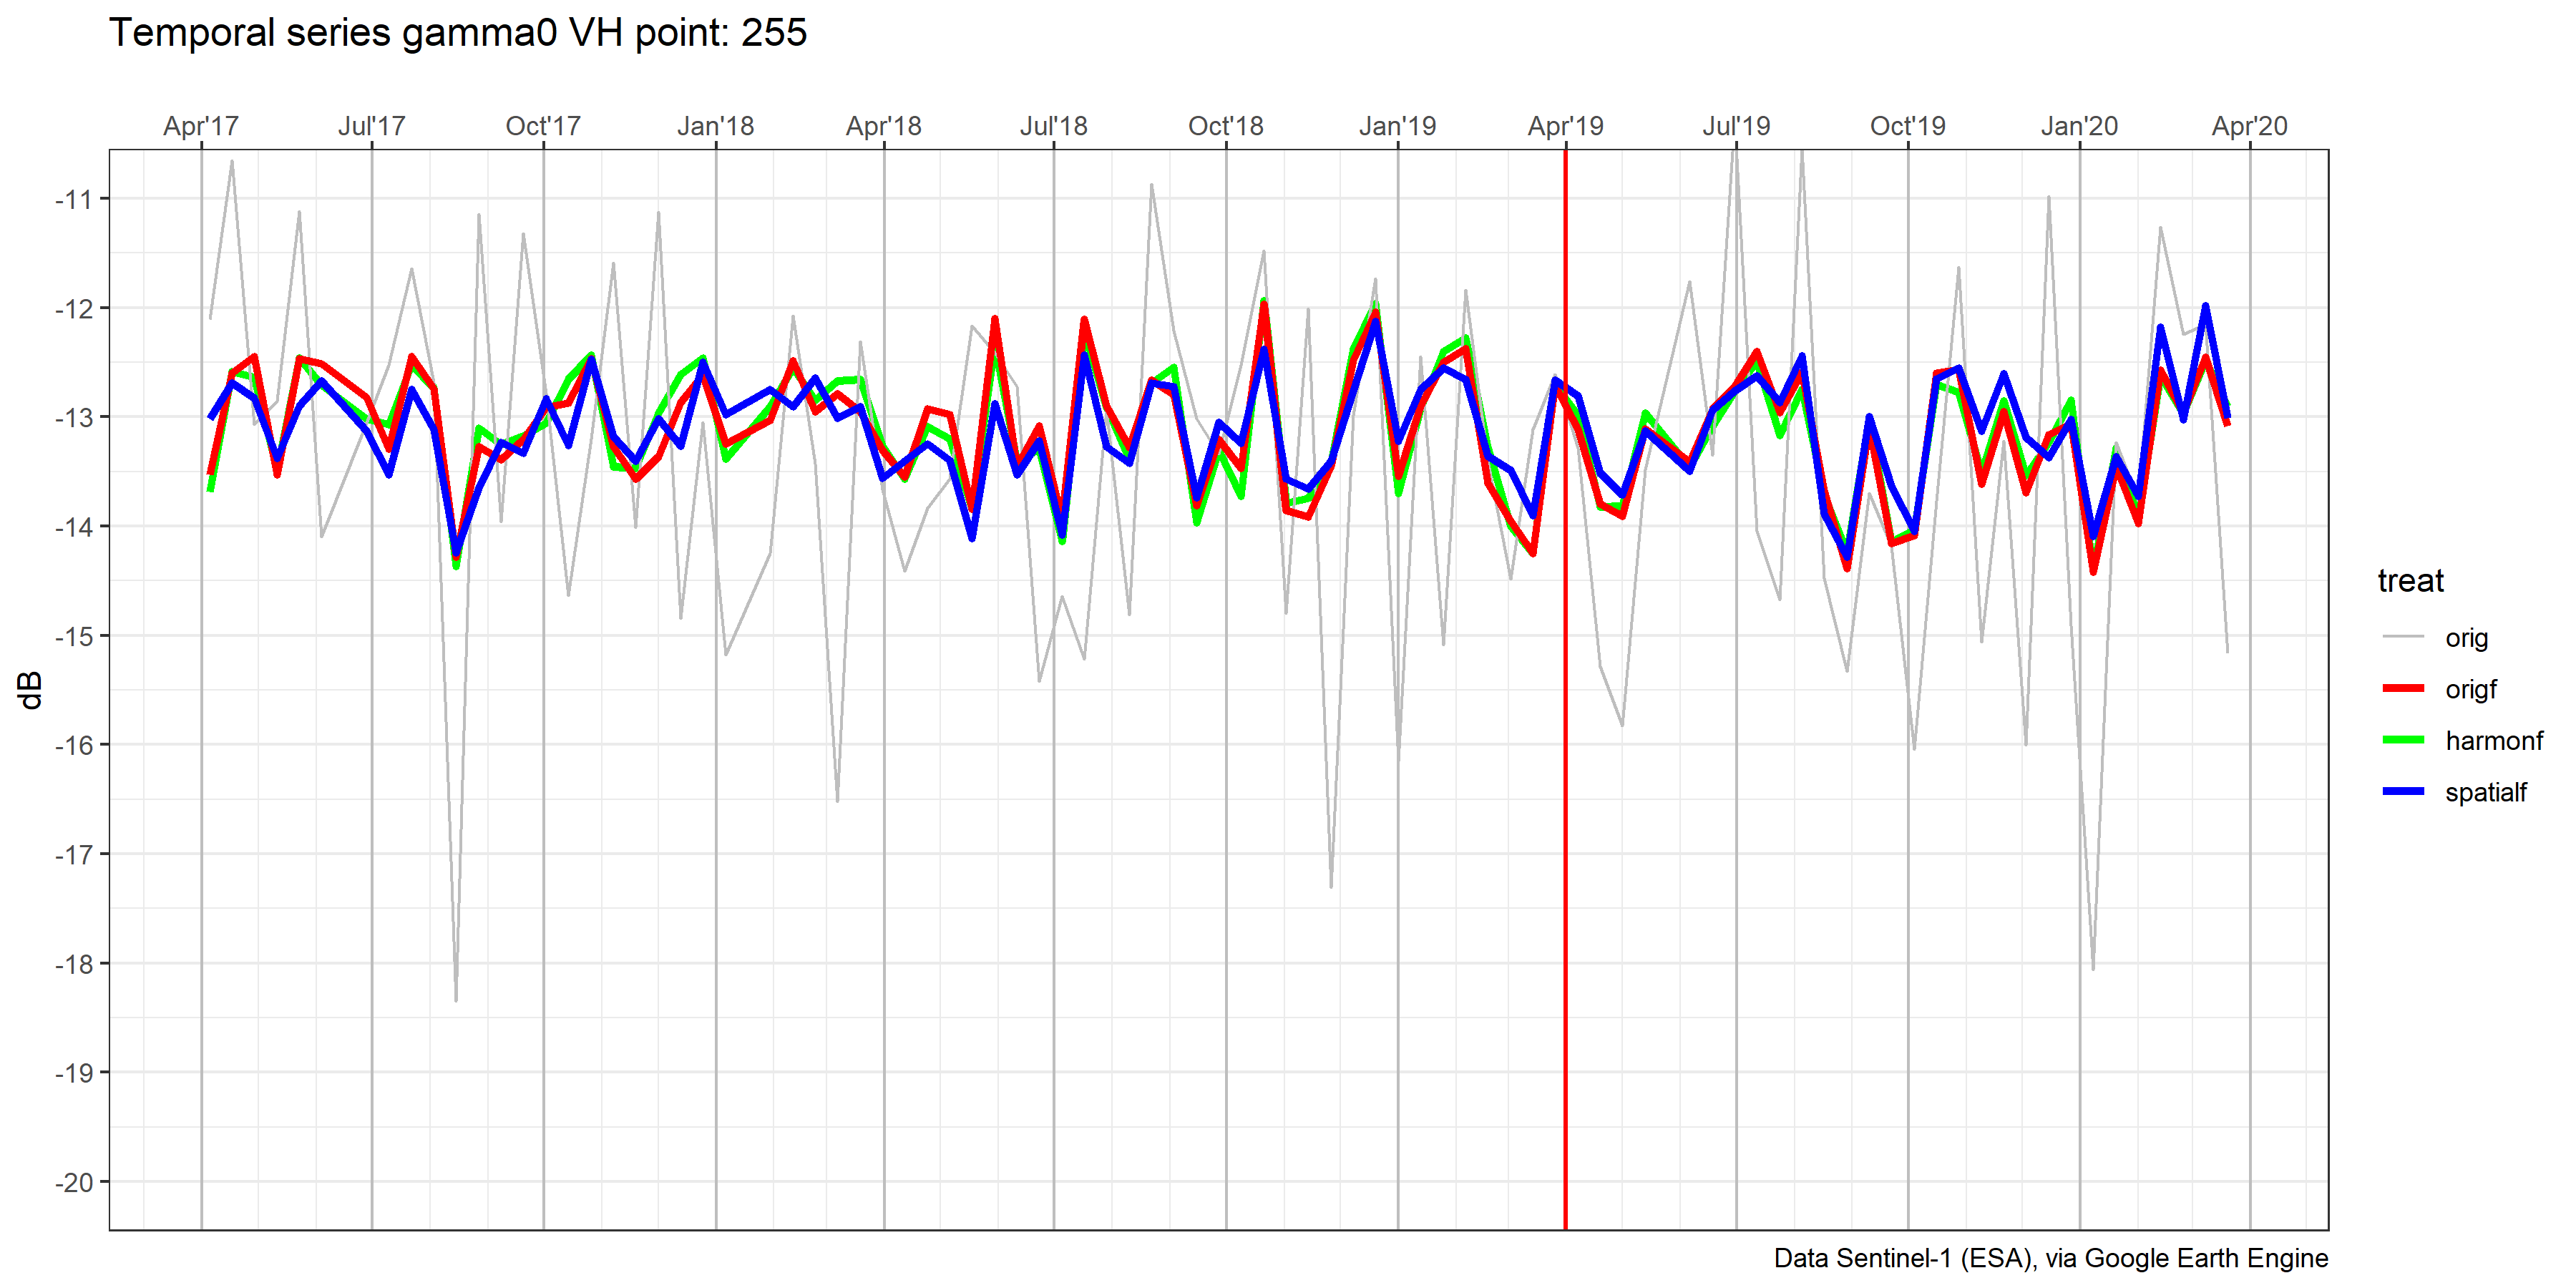 Temporal series gamma0 VH point: 255
Apr'17 Jul'17 Oct'17 Jan'18 Apr'18 Jul'18 Oct'18 Jan'19 Apr'19 Jul'19 Oct'19 Jan'20 Apr'20
-11
-12
-13
-14
-15
-16
-17
-18
-19
-20
dB
treat
orig
origf
harmonf
spatialf
Data Sentinel-1 (ESA), via Google Earth Engine